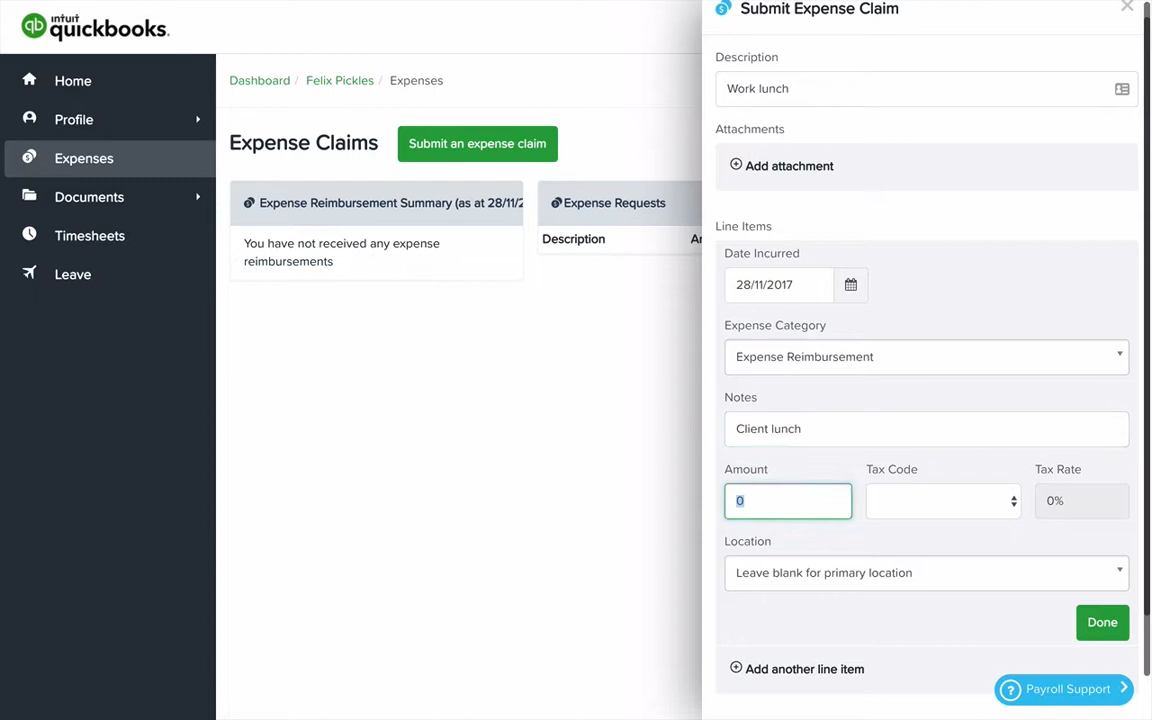 intuit
quickbooks.
Home
Profile
Expenses
Documents
Timesheets
Leave
Dashboard / Felix Pickles / Expenses
Expense Claims
Submit an expense claim
Expense Reimbursement Summary (as at 28/11/2
You have not received any expense
reimbursements
Expense Requests
Description
Submit Expense Claim
Description
Work lunch
Attachments
Add attachment
Line Items
Date Incurred
28/11/2017
Expense Category
Expense Reimbursement
Notes
Client lunch
Amount Tax Code Tax Rate
0 0%
Location
Leave blank for primary location
Done
Add another line item
? Payroll Support